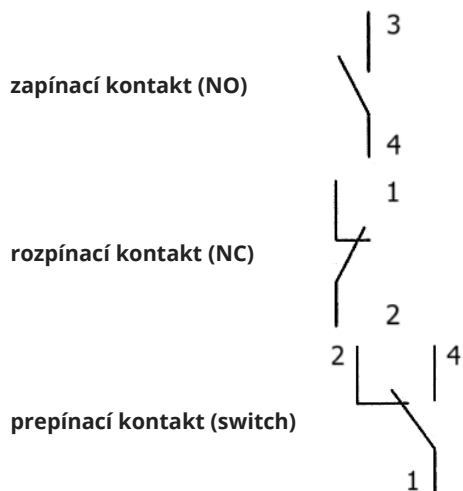 3
zapínací kontakt (NO)
4
1
rozpínací kontakt (NC)
2
2 4
prepínací kontakt (switch)
1